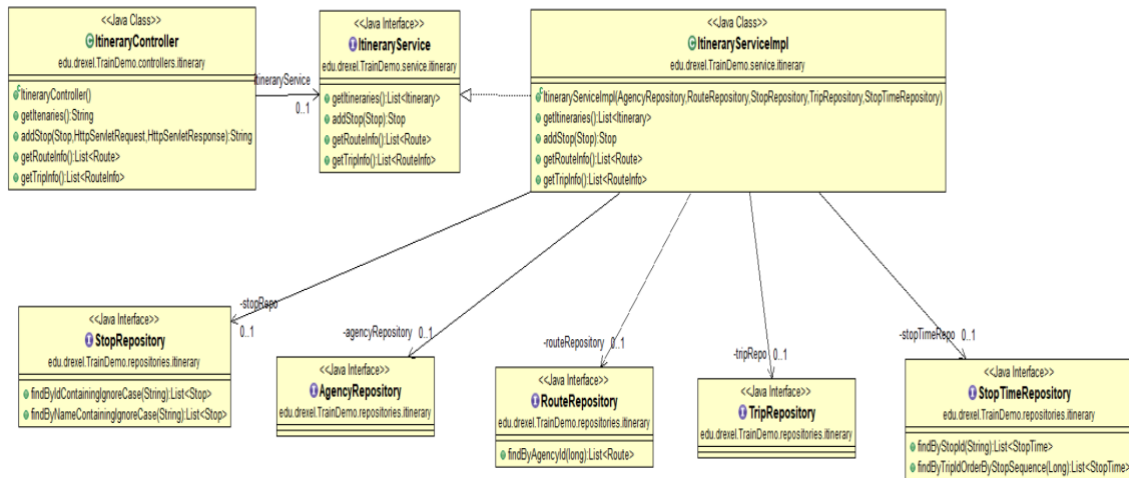 <<Java Class>>
ItineraryController
edu.drexel.TrainDemo.controllers.itinerary
ItineraryController()
getItenaries():String
addStop(Stop,HttpServletRequest,HttpServletResponse):String
getRouteInfo():List<Route>
getTripInfo():List<RouteInfo>
-itineraryService
0..1
<<Java Interface>>
ItineraryService
edu.drexel.TrainDemo.service.itinerary
getItineraries():List<Itinerary>
addStop(Stop):Stop
getRouteInfo():List<Route>
getTripInfo():List<RouteInfo>
<<Java Class>>
ItineraryServiceImpl
edu.drexel.TrainDemo.service.itinerary
ItineraryServiceImpl(AgencyRepository,RouteRepository,StopRepository,TripRepository,StopTimeRepository)
getItineraries():List<Itinerary>
addStop(Stop):Stop
getRouteInfo():List<Route>
getTripInfo():List<RouteInfo>
-stopRepo
0..1
<<Java Interface>>
StopRepository
edu.drexel.TrainDemo.repositories.itinerary
findByIdContainingIgnoreCase(String):List<Stop>
findByNameContainingIgnoreCase(String):List<Stop>
-agencyRepository 0..1
<<Java Interface>>
AgencyRepository
edu.drexel.TrainDemo.repositories.itinerary
-routeRepository 0..1
<<Java Interface>>
RouteRepository
edu.drexel.TrainDemo.repositories.itinerary
findByAgencyId(long):List<Route>
-tripRepo 0..1
<<Java Interface>>
TripRepository
edu.drexel.TrainDemo.repositories.itinerary
-stopTimeRepo 0..1
<<Java Interface>>
StopTimeRepository
edu.drexel.TrainDemo.repositories.itinerary
findByStopId(String):List<StopTime>
findByTripIdOrderByStopSequence(Long):List<StopTime>